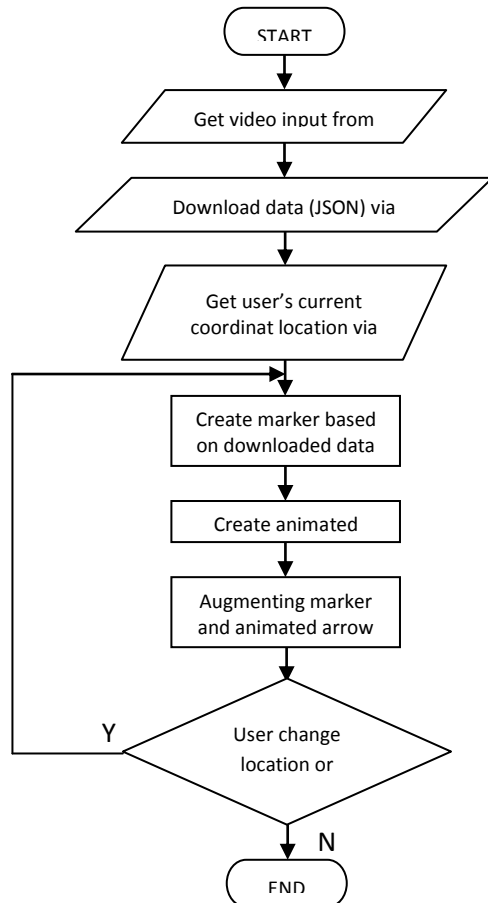 START
Get video input from
Download data (JSON) via
Get user’s current
coordinat location via
Create marker based
on downloaded data
Create animated
Augmenting marker
and animated arrow
Y
User change
location or
N
END